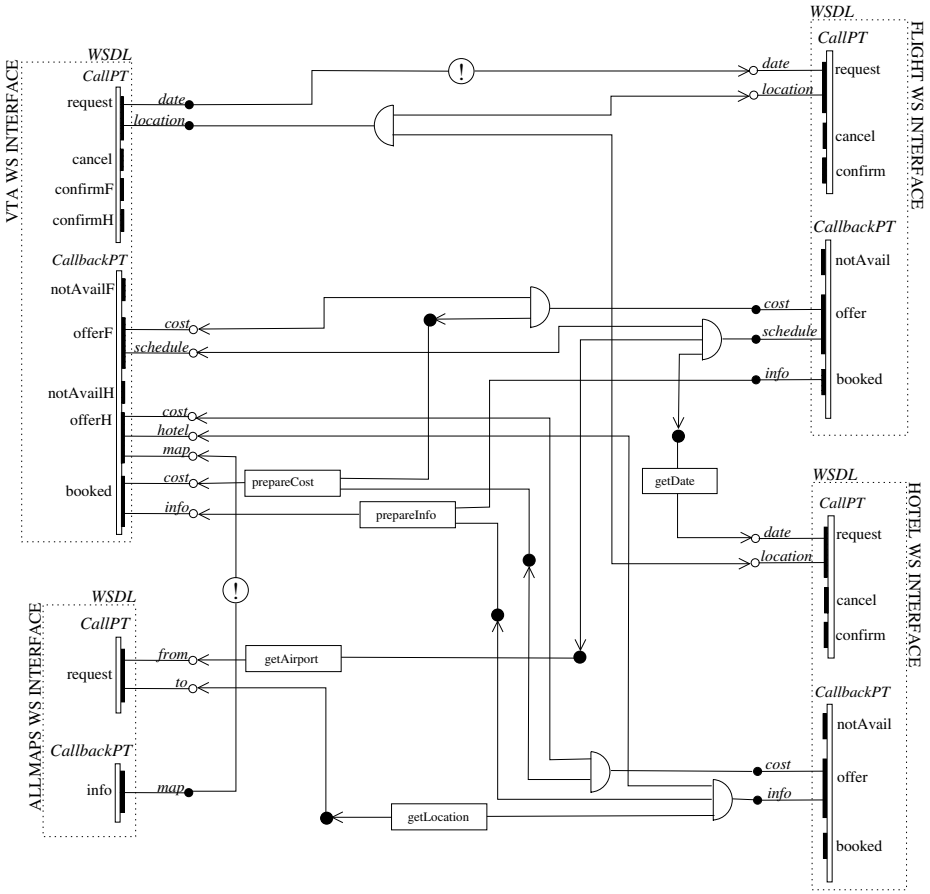 VTA WS INTERFACE
WSDL
CallPT
request
date
location
cancel
confirmF
confirmH
CallbackPT
notAvailF
offerF
cost
schedule
notAvailH
offerH
cost
hotel
map
booked
cost
info
prepareCost
prepareInfo
!
!
ALLMAPS WS INTERFACE
WSDL
CallPT
request
from
to
getAirport
CallbackPT
info
map
getLocation
getDate
FLIGHT WS INTERFACE
WSDL
CallPT
date
request
location
cancel
confirm
CallbackPT
notAvail
cost
offer
schedule
info
booked
HOTEL WS INTERFACE
WSDL
CallPT
date
request
location
cancel
confirm
CallbackPT
notAvail
cost
offer
info
booked